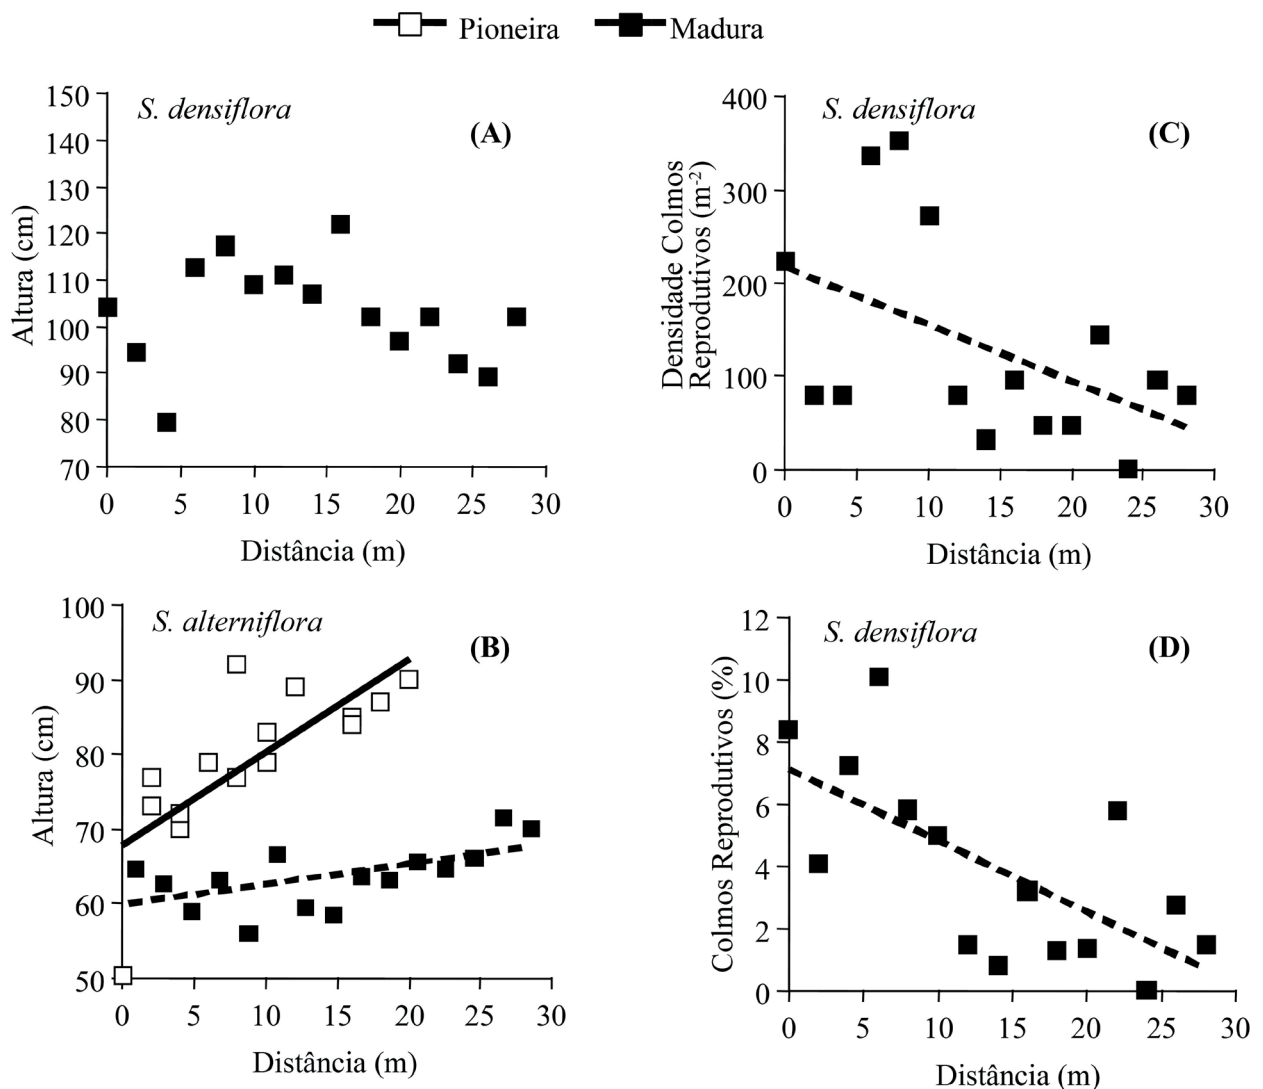 Pioneira Madura
S. densiflora
(A)
Altura (cm)
150
140
130
120
110
100
90
80
70
0 5 10 15 20 25 30
Distância (m)
S. densiflora
(C)
Densidade Colmos
Reprodutivos (m-2)
400
300
200
100
0
0 5 10 15 20 25 30
Distância (m)
S. alterniflora
(B)
Altura (cm)
100
90
80
70
60
50
0 5 10 15 20 25 30
Distância (m)
S. densiflora
(D)
Colmos Reprodutivos (%)
12
10
8
6
4
2
0
0 5 10 15 20 25 30
Distância (m)